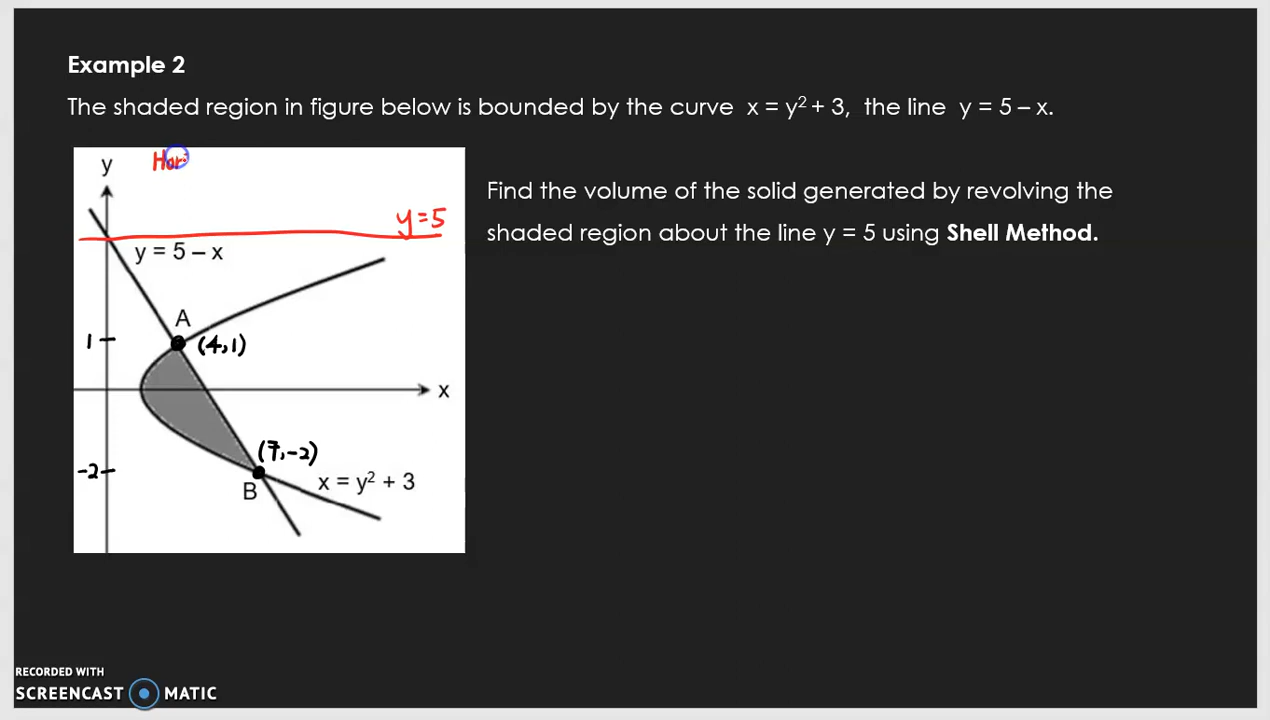 Example 2
The shaded region in figure below is bounded by the curve x = y² + 3, the line y = 5 – x.
y
Hori
y=5
y = 5 – x
Find the volume of the solid generated by revolving the
shaded region about the line y = 5 using Shell Method.
A
1
(4,1)
x
(7,-2)
-2
B
x = y² + 3
RECORDED WITH
SCREENCAST MATIC